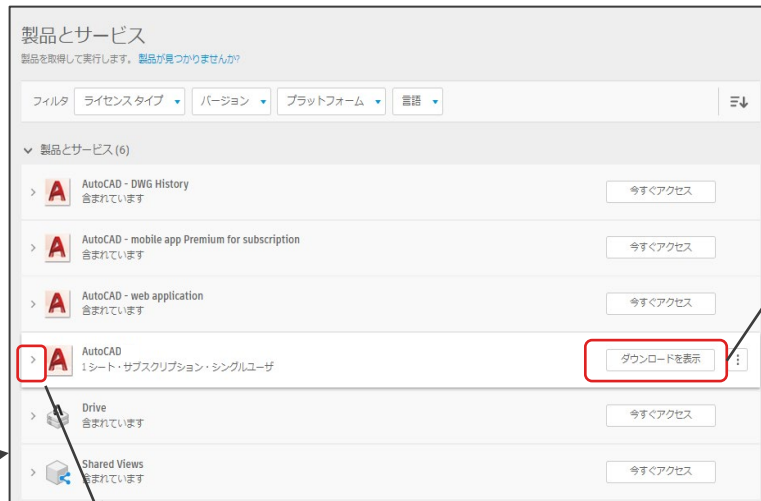 製品とサービス
製品を取得して実行します。製品が見つかりませんか?
フィルタ ライセンス タイプ バージョン プラットフォーム 言語
製品とサービス (6)
AutoCAD - DWG History
含まれています
今すぐアクセス
AutoCAD - mobile app Premium for subscription
含まれています
今すぐアクセス
AutoCAD - web application
含まれています
今すぐアクセス
AutoCAD
1 シート・サブスクリプション・シングルユーザ
ダウンロードを表示
Drive
含まれています
今すぐアクセス
Shared Views
含まれています
今すぐアクセス